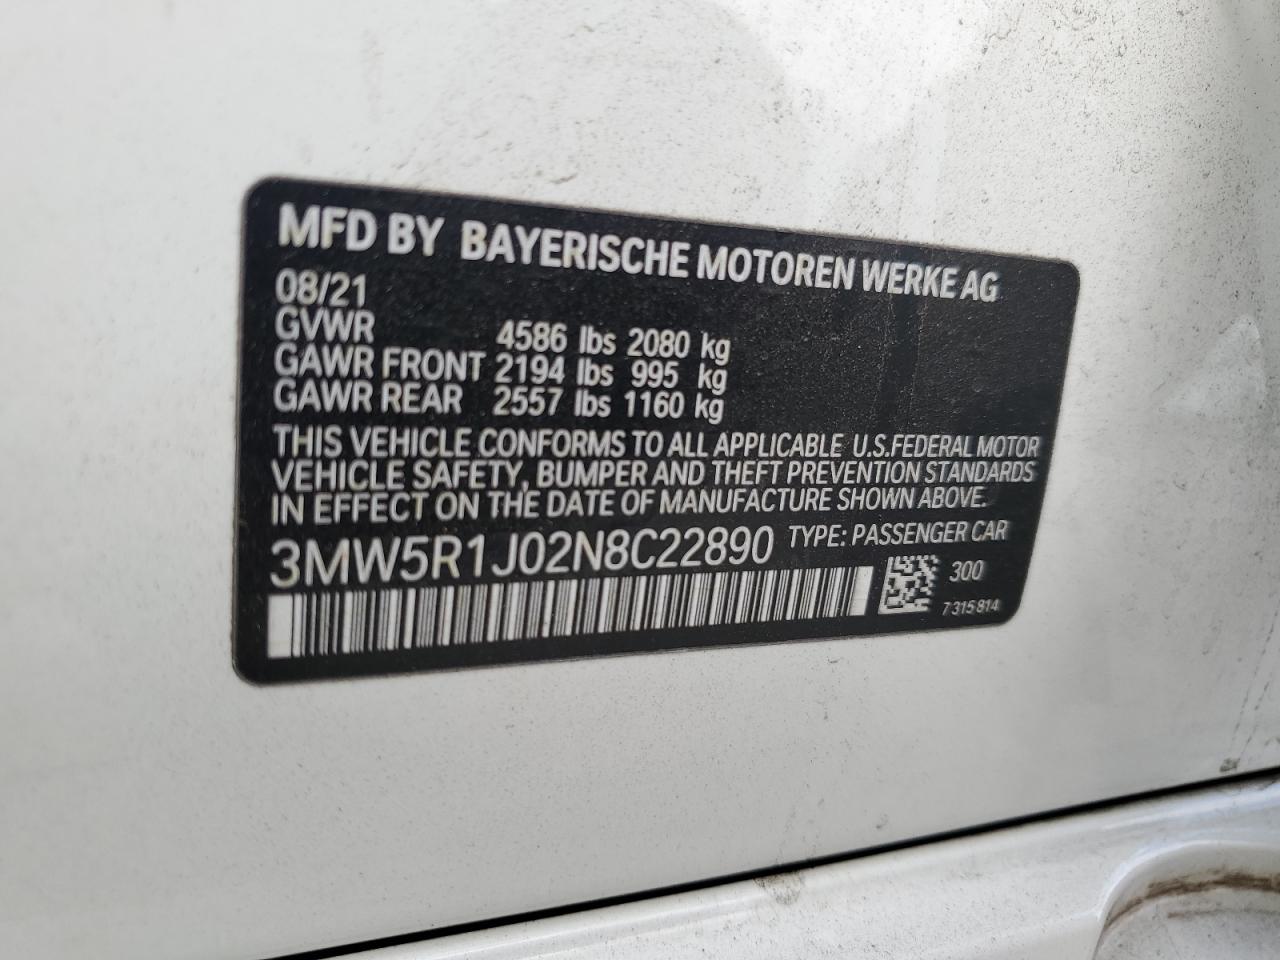 MFD BY BAYERISCHE MOTOREN WERKE AG
08/21
GVWR 4586 lbs 2080 kg
GAWR FRONT 2194 lbs 995 kg
GAWR REAR 2557 lbs 1160 kg
THIS VEHICLE CONFORMS TO ALL APPLICABLE U.S.FEDERAL MOTOR
VEHICLE SAFETY, BUMPER AND THEFT PREVENTION STANDARDS
IN EFFECT ON THE DATE OF MANUFACTURE SHOWN ABOVE.
3MW5R1J02N8C22890 TYPE: PASSENGER CAR
300
7315814